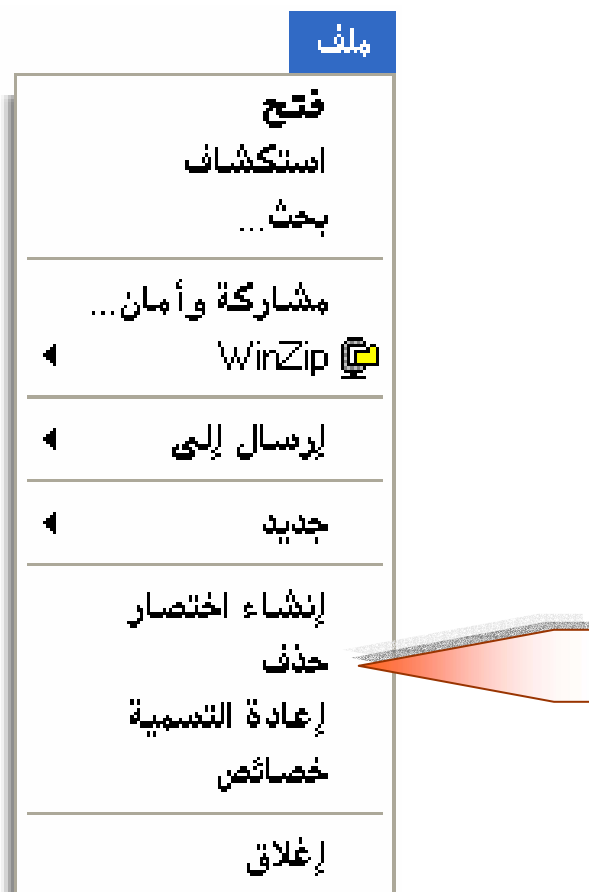 ملف
فتح
استكشاف
بحث...
مشاركة وأمان...
WinZip
إرسال إلى
جديد
إنشاء اختصار
حذف
إعادة التسمية
خصائص
إغلاق